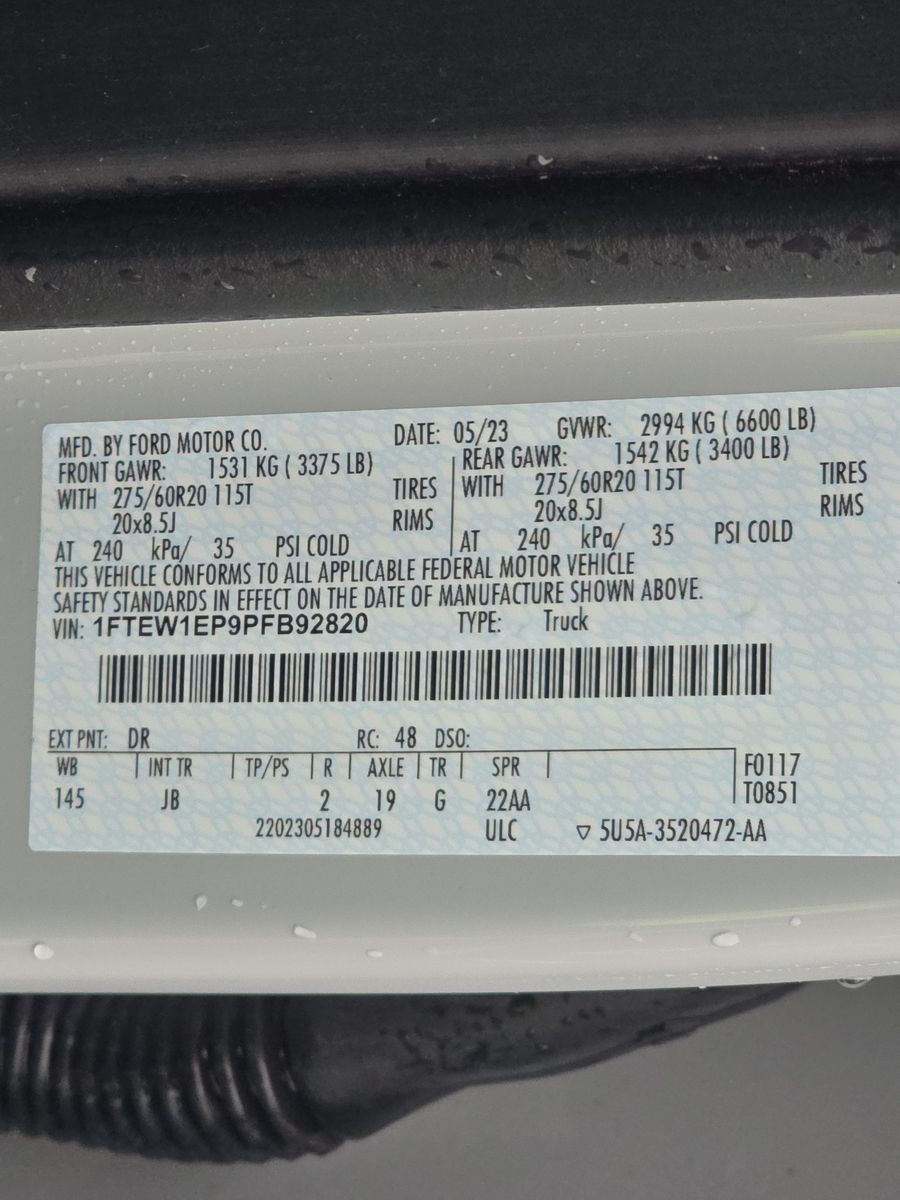 MFD. BY FORD MOTOR CO. DATE: 05/23 GVWR: 2994 KG ( 6600 LB)
FRONT GAWR: 1531 KG ( 3375 LB) REAR GAWR: 1542 KG ( 3400 LB)
WITH 275/60R20 115T TIRES WITH 275/60R20 115T TIRES
20x8.5J RIMS 20x8.5J RIMS
AT 240 kPa/ 35 PSI COLD AT 240 kPa/ 35 PSI COLD
THIS VEHICLE CONFORMS TO ALL APPLICABLE FEDERAL MOTOR VEHICLE
SAFETY STANDARDS IN EFFECT ON THE DATE OF MANUFACTURE SHOWN ABOVE.
VIN: 1FTEW1EP9PFB92820 TYPE: Truck
EXT PNT: DR RC: 48 DSO:
WB INT TR TP/PS R AXLE TR SPR F0117
145 JB 2 19 G 22AA T0851
2202305184889 ULC ▽ 5U5A-3520472-AA